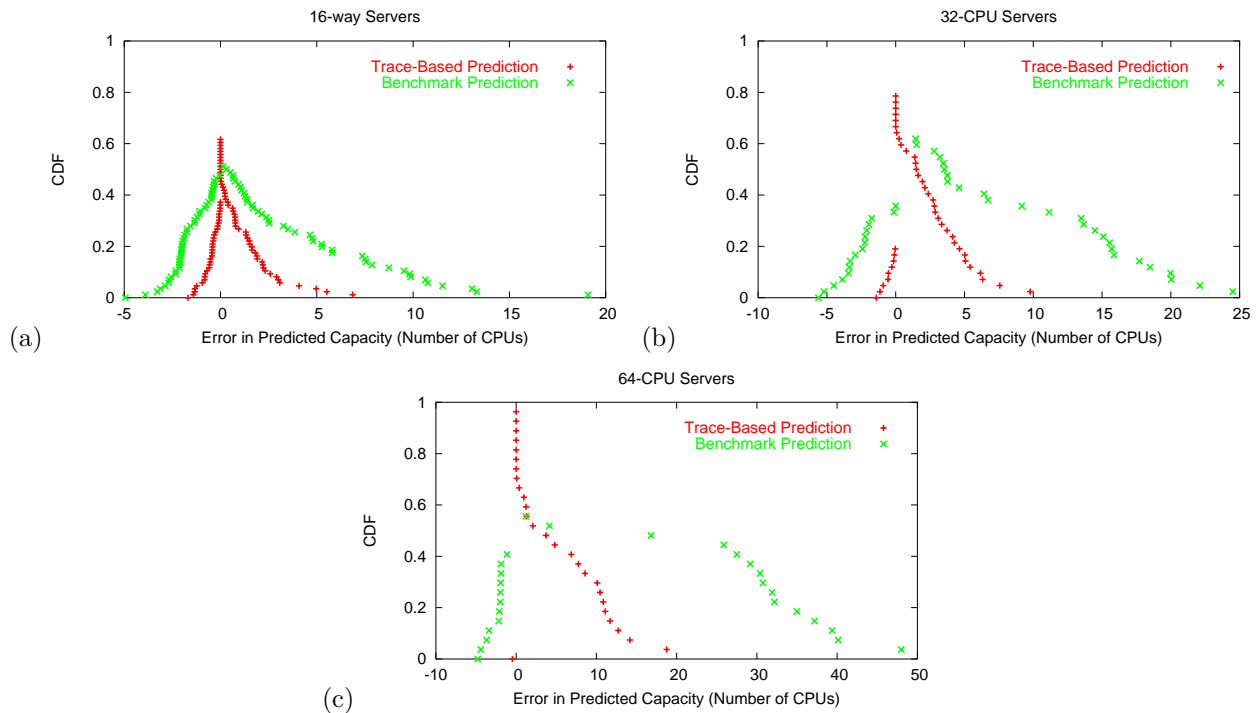 16-way Servers
1
0.8
0.6
0.4
0.2
0
CDF
Trace-Based Prediction
Benchmark Prediction
-5 0 5 10 15 20
Error in Predicted Capacity (Number of CPUs)
(a)
32-CPU Servers
1
0.8
0.6
0.4
0.2
0
CDF
Trace-Based Prediction
Benchmark Prediction
-10 -5 0 5 10 15 20 25
Error in Predicted Capacity (Number of CPUs)
(b)
64-CPU Servers
1
0.8
0.6
0.4
0.2
0
CDF
Trace-Based Prediction
Benchmark Prediction
-10 0 10 20 30 40 50
Error in Predicted Capacity (Number of CPUs)
(c)